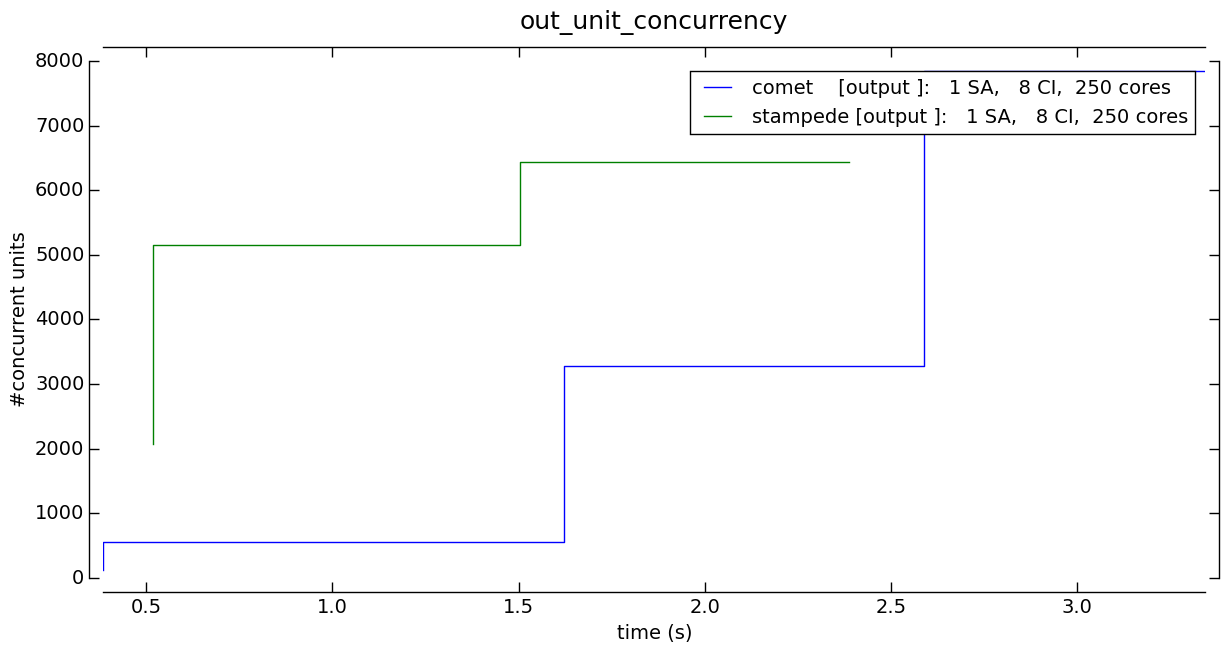 out_unit_concurrency
8000
7000
6000
5000
4000
3000
2000
1000
0
#concurrent units
comet    [output ]:   1 SA,   8 CI,  250 cores
stampede [output ]:   1 SA,   8 CI,  250 cores
0.5 1.0 1.5 2.0 2.5 3.0
time (s)